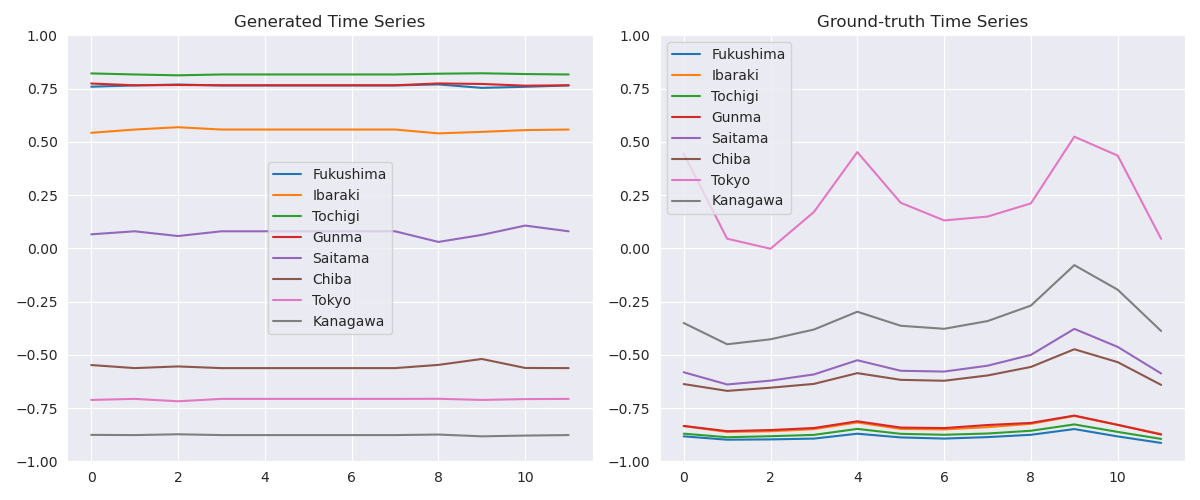 Generated Time Series
1.00
0.75
0.50
0.25
0.00
−0.25
−0.50
−0.75
−1.00
0 2 4 6 8 10
Fukushima
Ibaraki
Tochigi
Gunma
Saitama
Chiba
Tokyo
Kanagawa
Ground-truth Time Series
1.00
0.75
0.50
0.25
0.00
−0.25
−0.50
−0.75
−1.00
0 2 4 6 8 10
Fukushima
Ibaraki
Tochigi
Gunma
Saitama
Chiba
Tokyo
Kanagawa